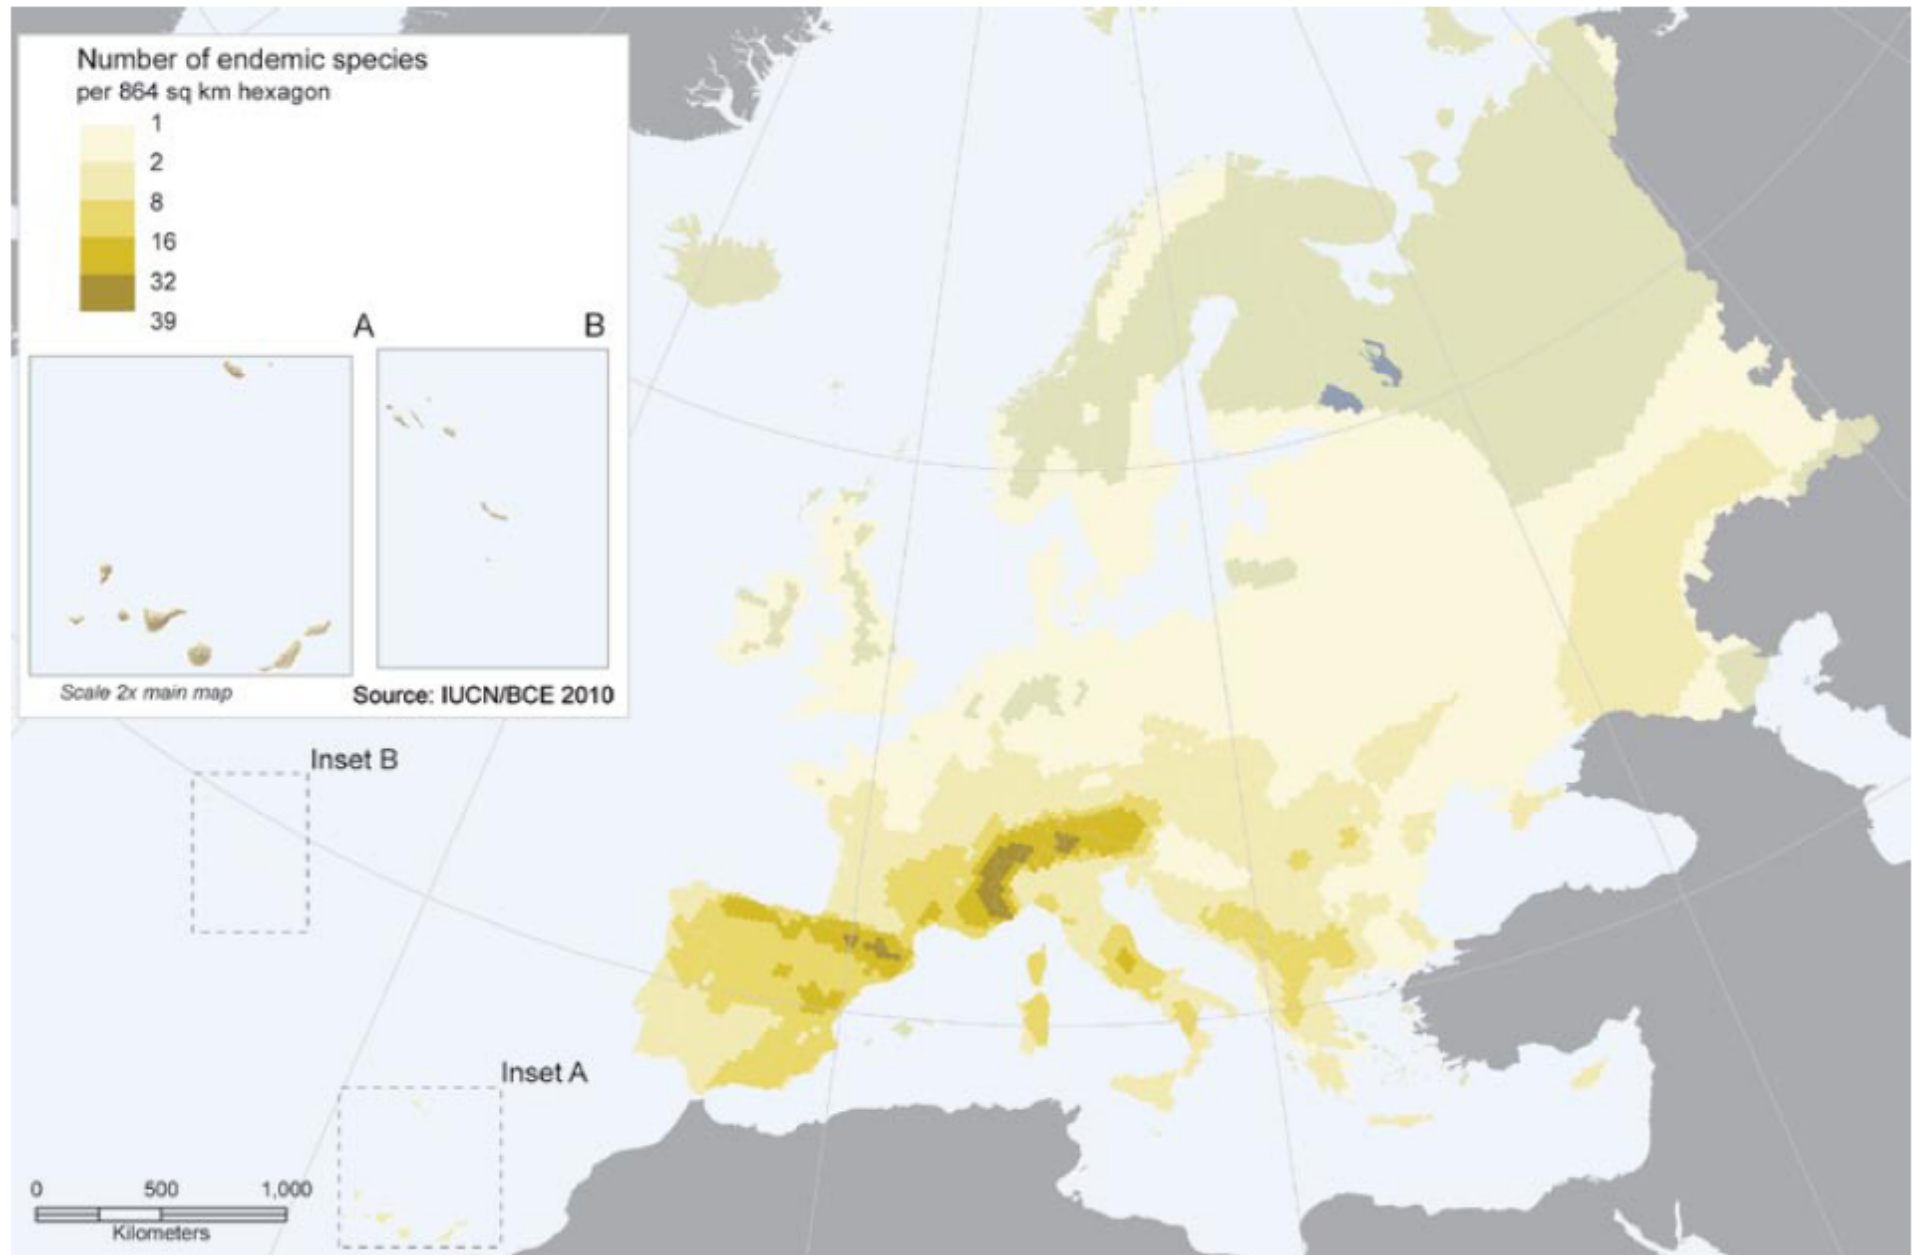 Number of endemic species
per 864 sq km hexagon
1
2
8
16
32
39
A
B
Scale 2x main map
Source: IUCN/BCE 2010
Inset B
Inset A
0 500 1,000
Kilometers